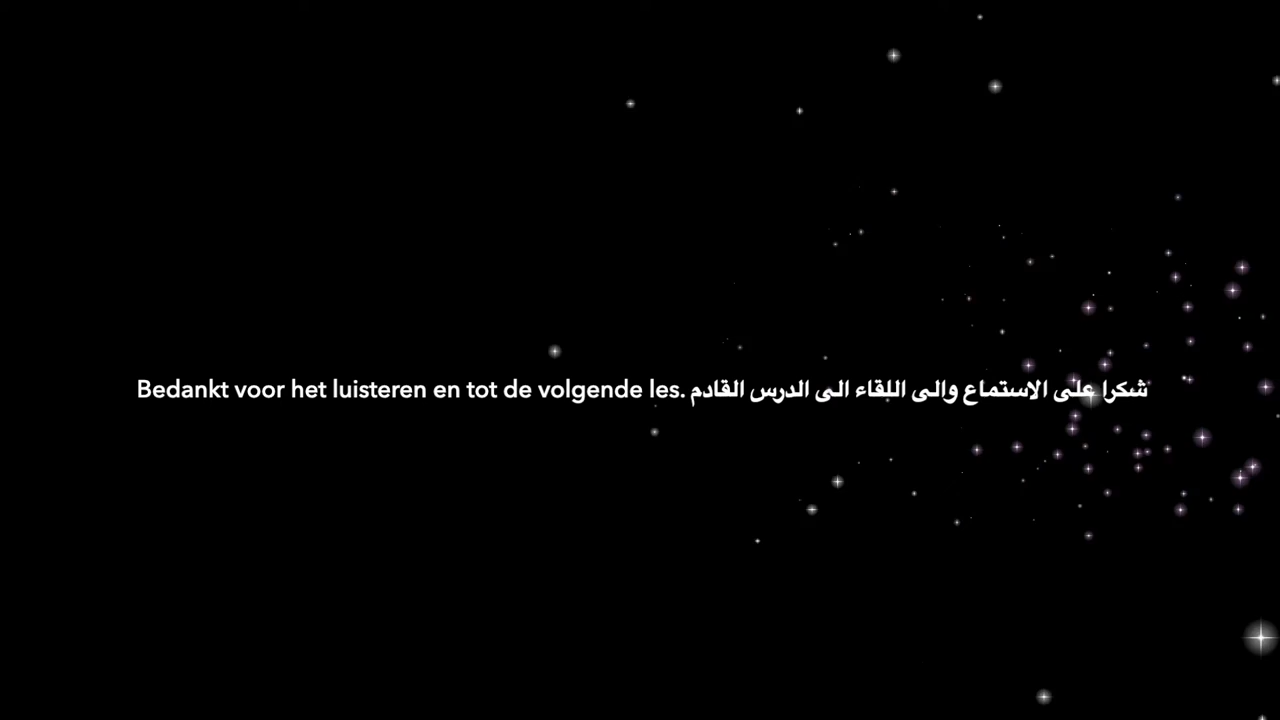 Bedankt voor het luisteren en tot de volgende les. شكرا على الاستماع والى اللقاء الى الدرس القادم